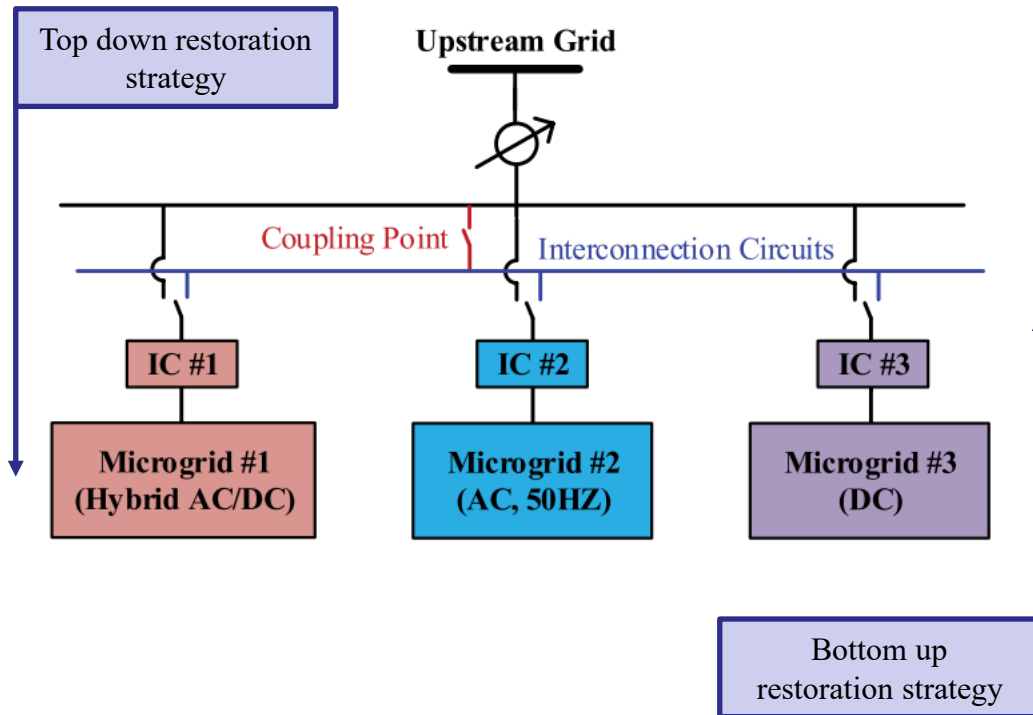 Top down restoration
strategy
Upstream Grid
Coupling Point
Interconnection Circuits
IC #1
IC #2
IC #3
Microgrid #1
(Hybrid AC/DC)
Microgrid #2
(AC, 50HZ)
Microgrid #3
(DC)
Bottom up
restoration strategy